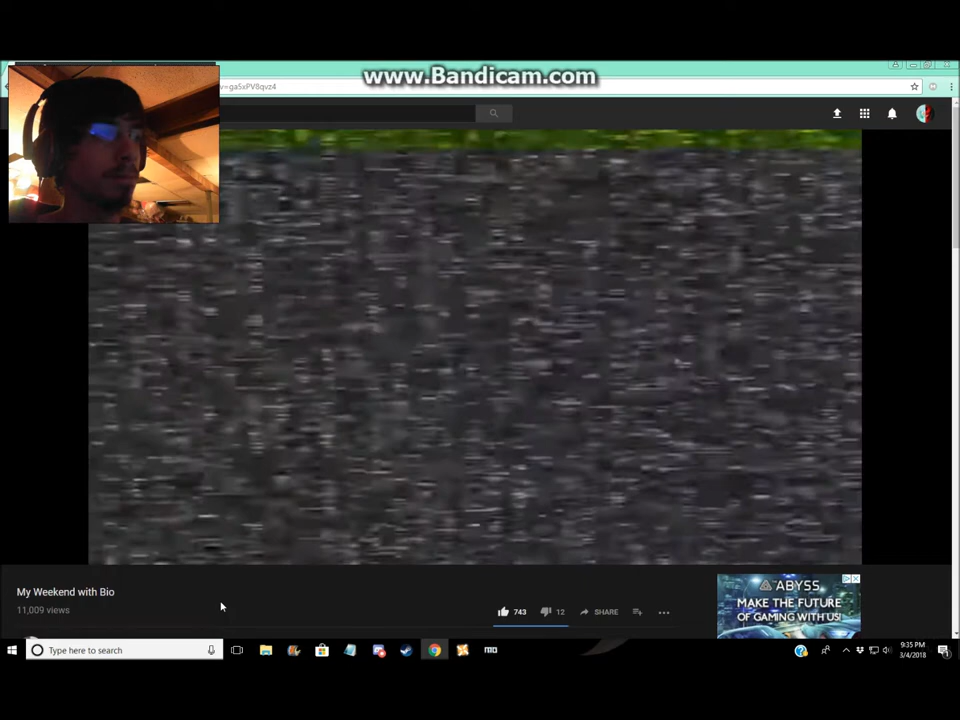 www.Bandicam.com
v=ga5xPV8qvz4
My Weekend with Bio
11,009 views
743
12
SHARE
ABYSS
MAKE THE FUTURE
OF GAMING WITH US!
Type here to search
9:35 PM
3/4/2018